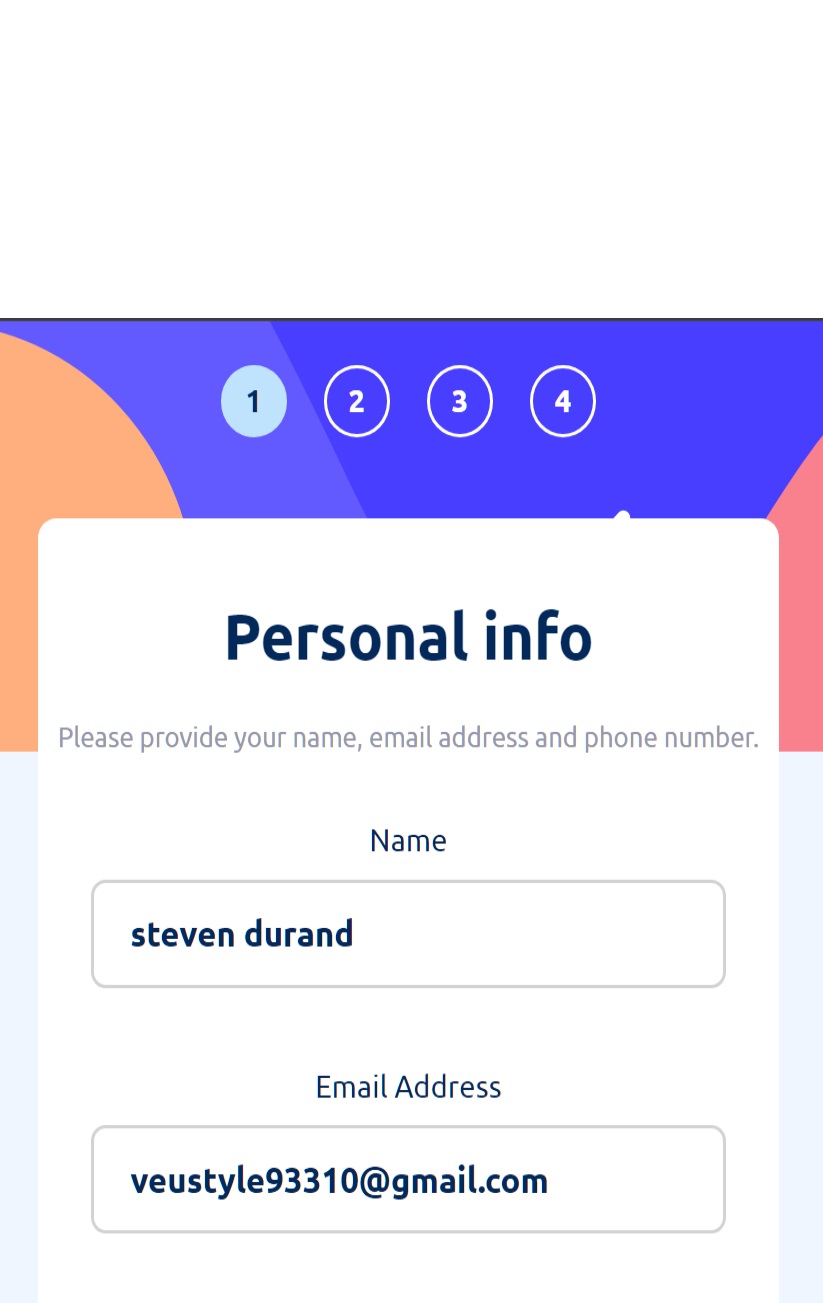 1 2 3 4
Personal info
Please provide your name, email address and phone number.
Name
steven durand
Email Address
veustyle93310@gmail.com